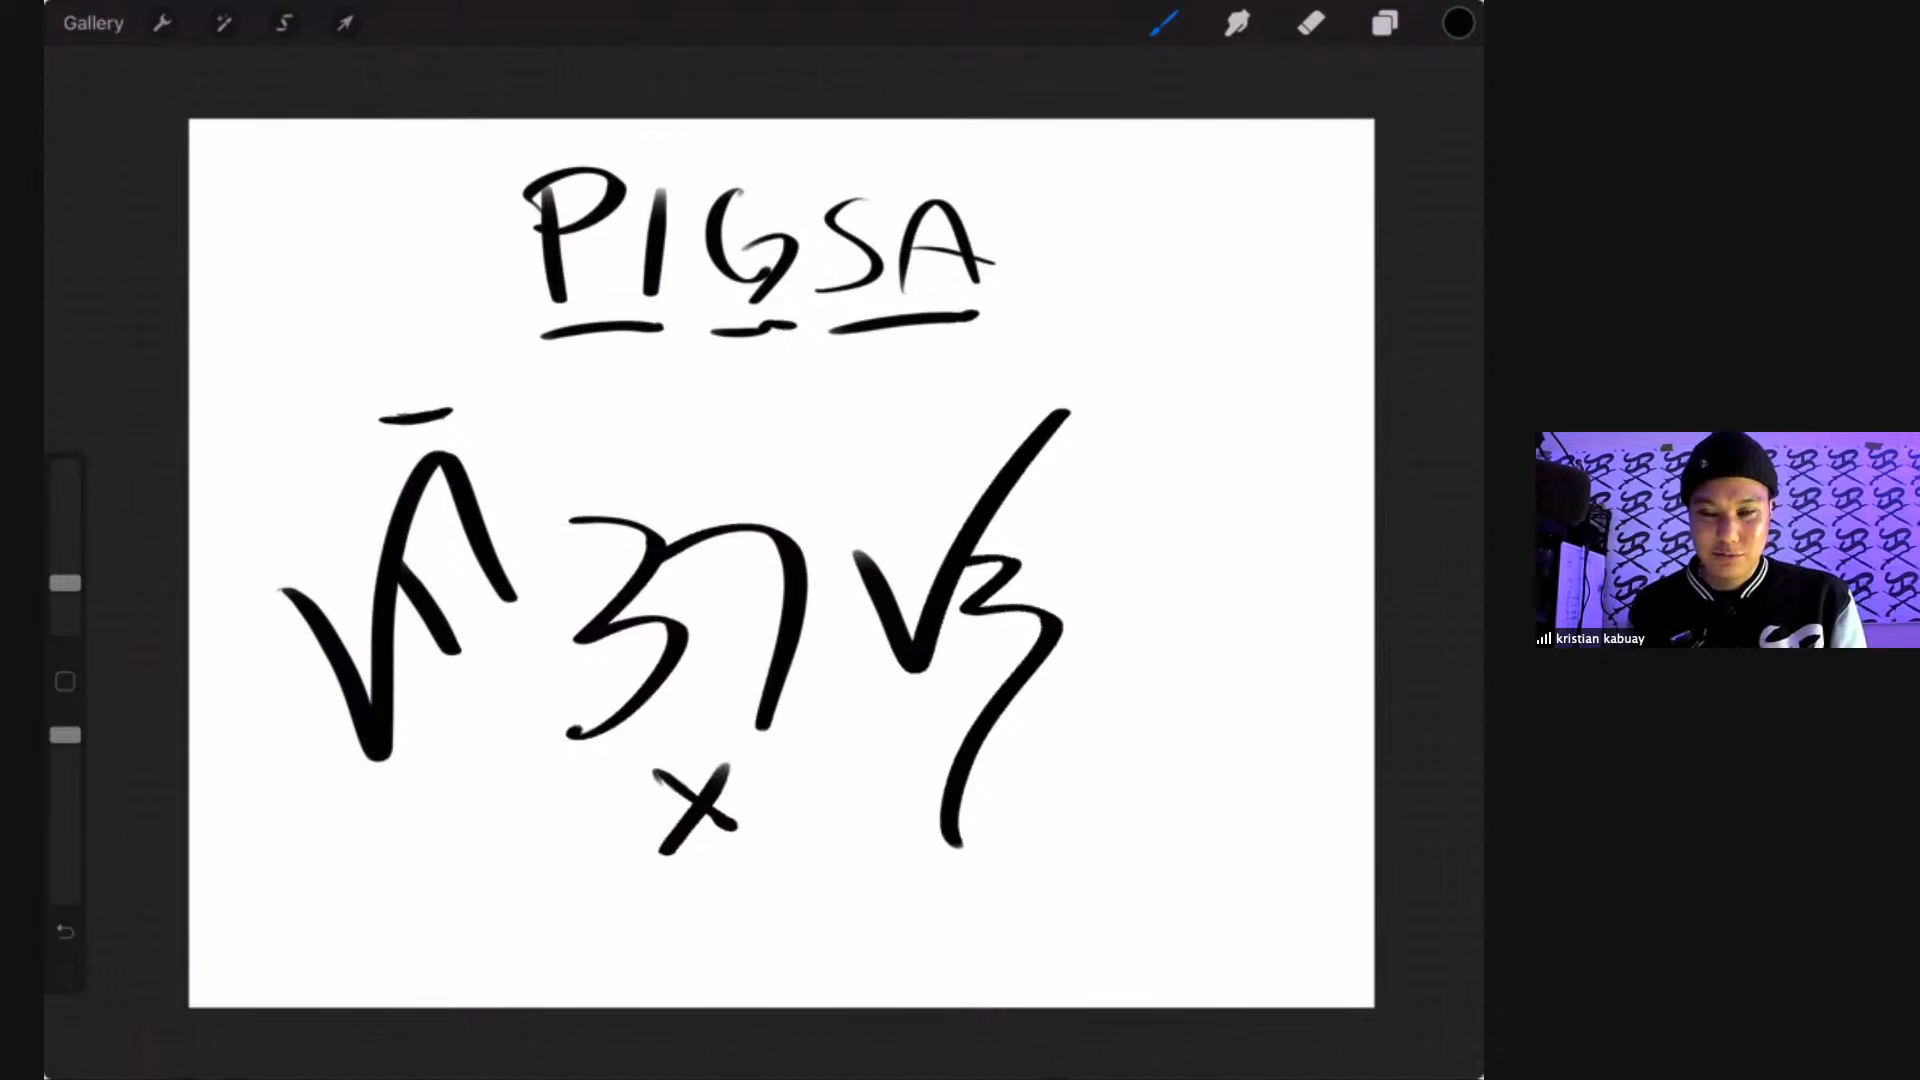 Gallery
PIGSA
ᜉᜒᜄ᜔ᜐ
kristian kabuay